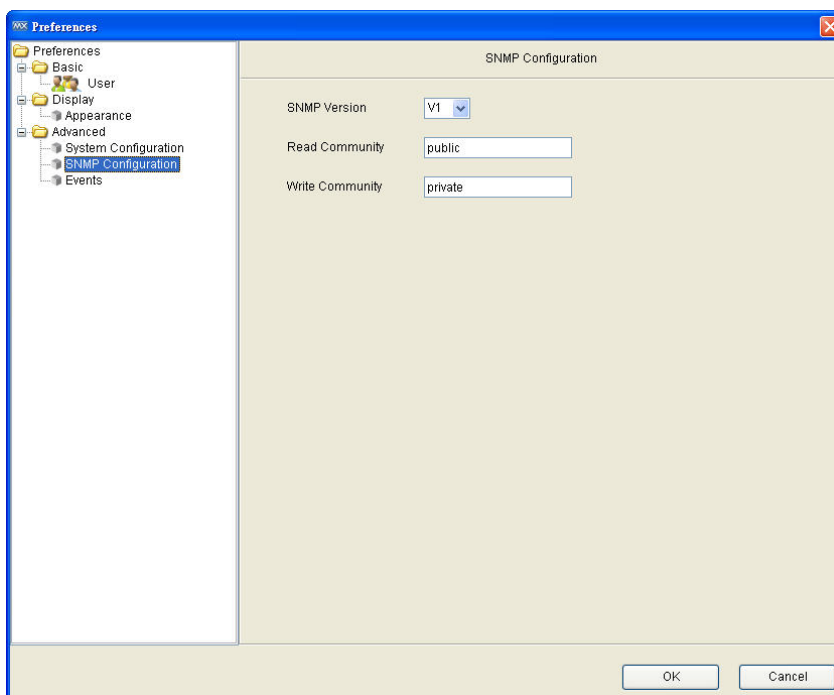 MX Preferences
Preferences
Basic
User
Display
Appearance
Advanced
System Configuration
SNMP Configuration
Events
SNMP Configuration
SNMP Version V1
Read Community public
Write Community private
OK Cancel